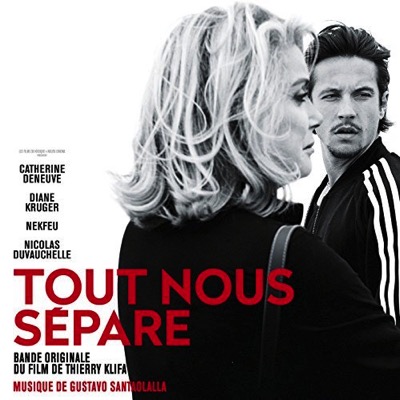 CATHERINE
DENEUVE
DIANE
KRUGER
NEKFEU
NICOLAS
DUVAUCHELLE
TOUT NOUS
SÉPARE
BANDE ORIGINALE
DU FILM DE THIERRY KLIFA
MUSIQUE DE GUSTAVO SANTAOLALLA